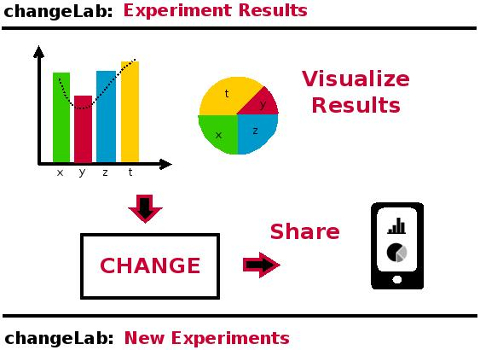 changeLab: Experiment Results
Visualize
Results
t
y
x
z
x y z t
CHANGE
Share
changeLab: New Experiments